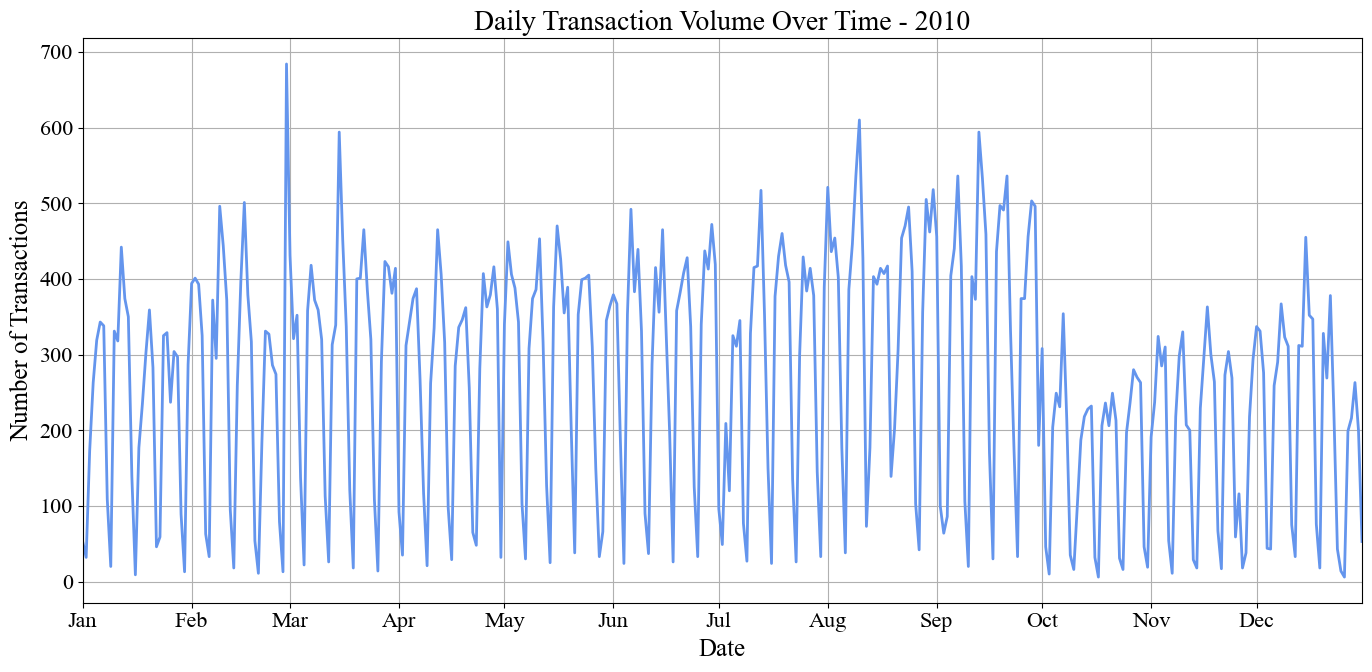 Daily Transaction Volume Over Time - 2010
Number of Transactions
700
600
500
400
300
200
100
0
Jan Feb Mar Apr May Jun Jul Aug Sep Oct Nov Dec
Date